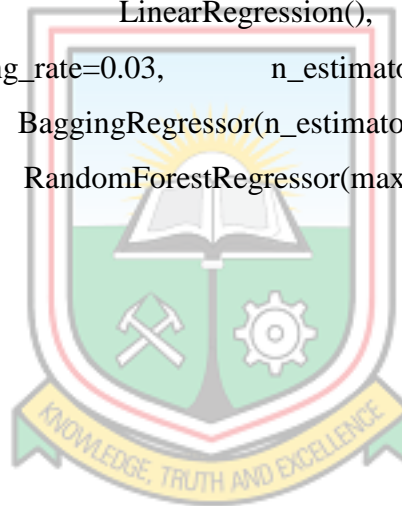 LinearRegression(),
g_rate=0.03, n_estimato
BaggingRegressor(n_estimato
RandomForestRegressor(max
KNOWLEDGE, TRUTH AND EXCELLENCE